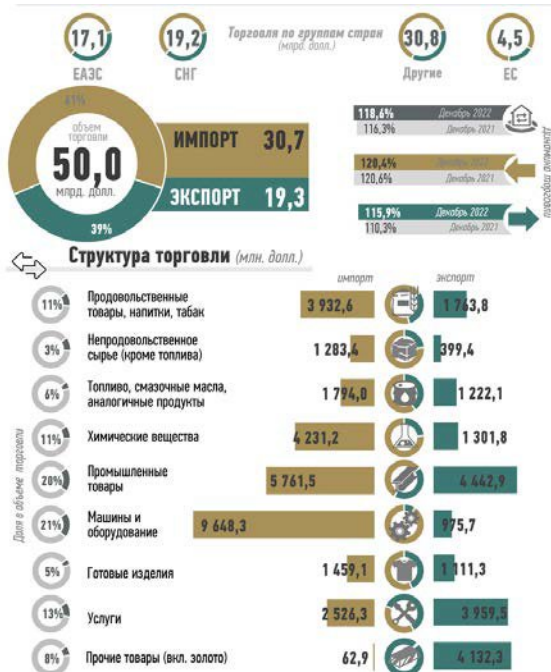 17,1
ЕАЭС
19,2
СНГ
Торговля по группам стран
(млрд. долл.)
30,8
Другие
4,5
ЕС
61%
объем
торговли
50,0
млрд. долл.
39%
ИМПОРТ 30,7
ЭКСПОРТ 19,3
118,6% Декабрь 2022
116,3% Декабрь 2021
120,4% Декабрь 2022
120,6% Декабрь 2021
115,9% Декабрь 2022
110,3% Декабрь 2021
динамика торговли
Структура торговли (млн. долл.)
импорт
экспорт
Доля в объеме торговли
11%
Продовольственные
товары, напитки, табак
3 932,6
1 763,8
3%
Непродовольственное
сырье (кроме топлива)
1 283,4
399,4
6%
Топливо, смазочные масла,
аналогичные продукты
1 794,0
1 222,1
11%
Химические вещества
4 231,2
1 301,8
20%
Промышленные
товары
5 761,5
4 442,9
21%
Машины и
оборудование
9 648,3
975,7
5%
Готовые изделия
1 459,1
1 111,3
13%
Услуги
2 526,3
3 959,5
8%
Прочие товары (вкл. золото)
62,9
4 132,3